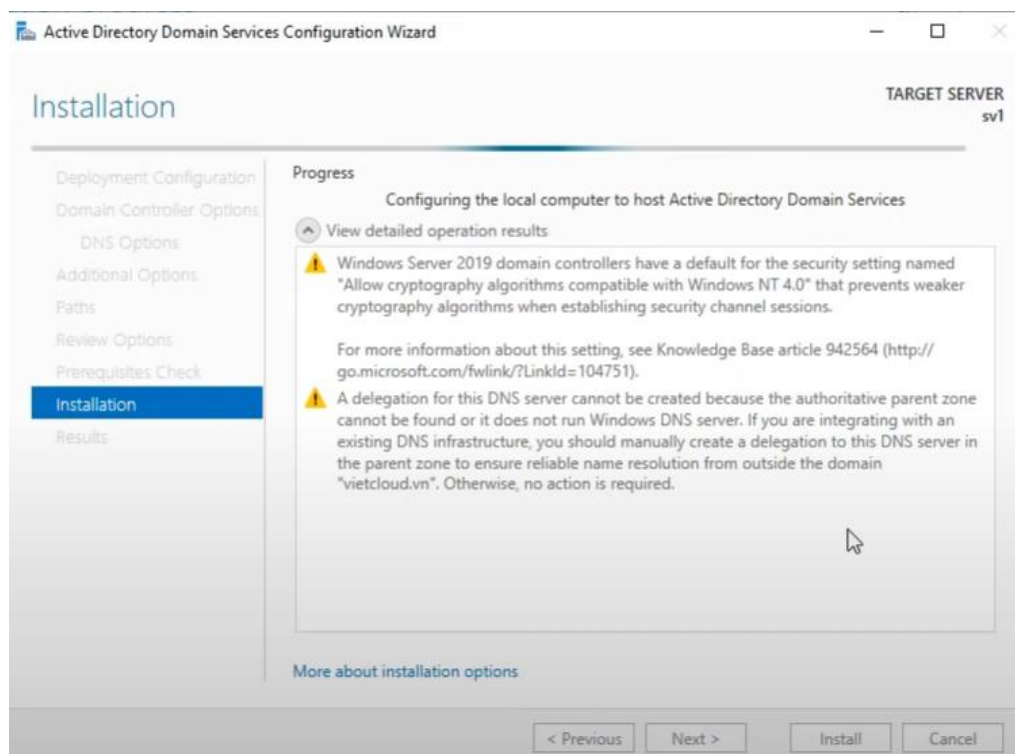 Active Directory Domain Services Configuration Wizard
Installation
TARGET SERVER
sv1
Deployment Configuration
Domain Controller Options
DNS Options
Additional Options
Paths
Review Options
Prerequisites Check
Installation
Results
Progress
Configuring the local computer to host Active Directory Domain Services
View detailed operation results
Windows Server 2019 domain controllers have a default for the security setting named
"Allow cryptography algorithms compatible with Windows NT 4.0" that prevents weaker
cryptography algorithms when establishing security channel sessions.
For more information about this setting, see Knowledge Base article 942564 (http://
go.microsoft.com/fwlink/?LinkId=104751).
A delegation for this DNS server cannot be created because the authoritative parent zone
cannot be found or it does not run Windows DNS server. If you are integrating with an
existing DNS infrastructure, you should manually create a delegation to this DNS server in
the parent zone to ensure reliable name resolution from outside the domain
"vietcloud.vn". Otherwise, no action is required.
More about installation options
< Previous
Next >
Install
Cancel